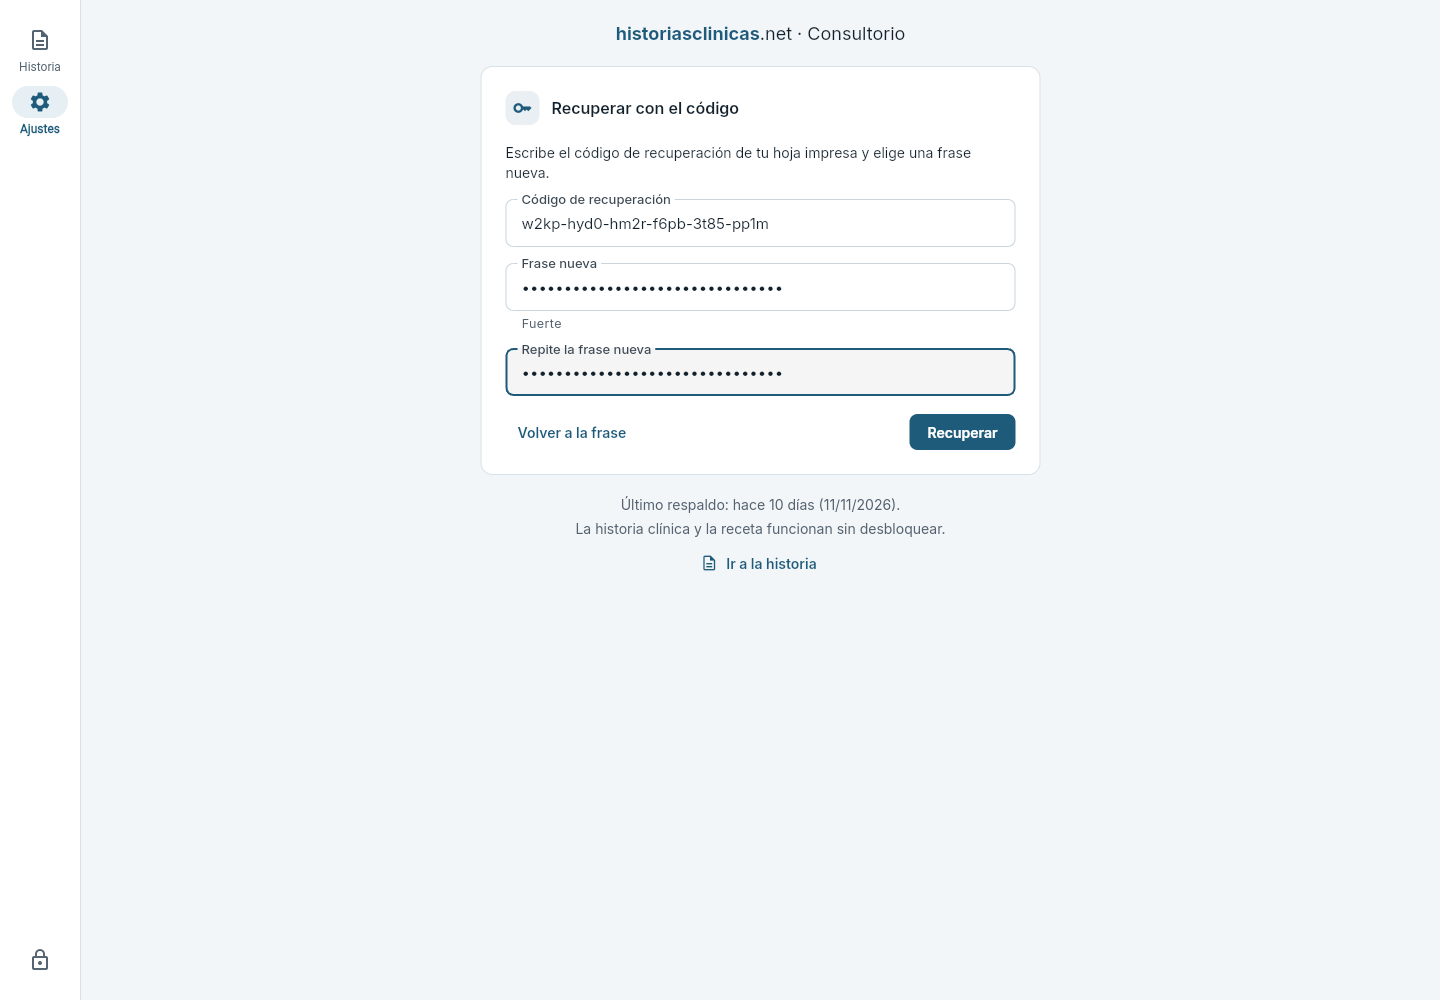 Historia
Ajustes
historiasclinicas.net · Consultorio
Recuperar con el código
Escribe el código de recuperación de tu hoja impresa y elige una frase
nueva.
Código de recuperación
w2kp-hyd0-hm2r-f6pb-3t85-pp1m
Frase nueva
•••••••••••••••••••••••••••••••
Fuerte
Repite la frase nueva
•••••••••••••••••••••••••••••••
Volver a la frase
Recuperar
Último respaldo: hace 10 días (11/11/2026).
La historia clínica y la receta funcionan sin desbloquear.
Ir a la historia